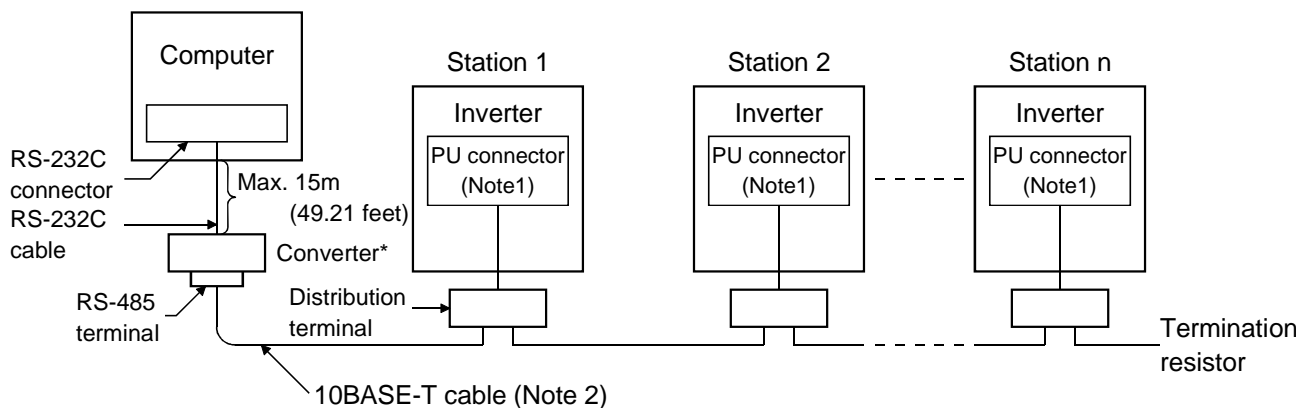 Computer
Station 1
Station 2
Station n
Inverter
Inverter
Inverter
PU connector
(Note1)
PU connector
(Note1)
PU connector
(Note1)
RS-232C
connector
Max. 15m
(49.21 feet)
RS-232C
cable
Converter*
RS-485
terminal
Distribution
terminal
Termination
resistor
10BASE-T cable (Note 2)